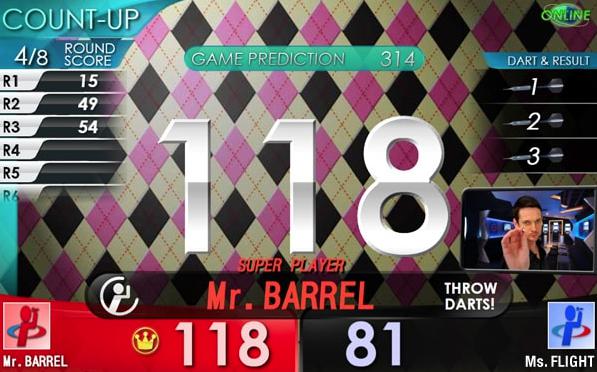 COUNT-UP
ONLINE
4/8 ROUND SCORE
GAME PREDICTION 314
DART & RESULT
R1 15
R2 49
R3 54
R4
R5
R6
1
2
3
118
SUPER PLAYER
Mr. BARREL
THROW DARTS!
Mr. BARREL
118
81
Ms. FLIGHT